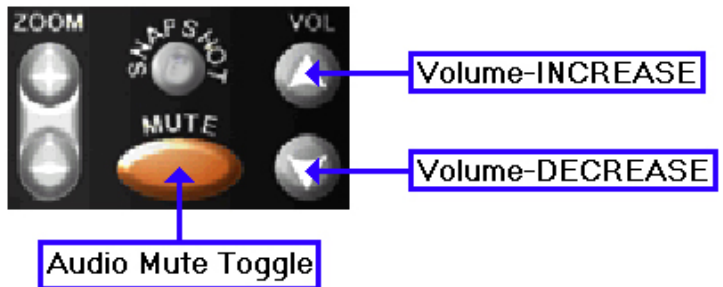 ZOOM
SNAPSHOT
VOL
Volume-INCREASE
MUTE
Volume-DECREASE
Audio Mute Toggle